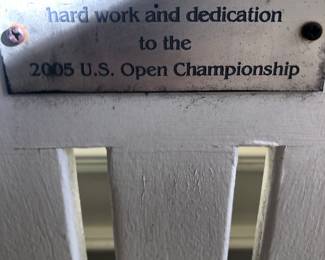 hard work and dedication
to the
2005 U.S. Open Championship